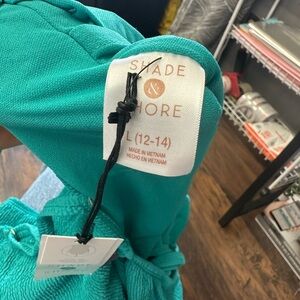 SHADE
&
SHORE
L (12-14)
MADE IN VIETNAM
HECHO EN VIETNAM